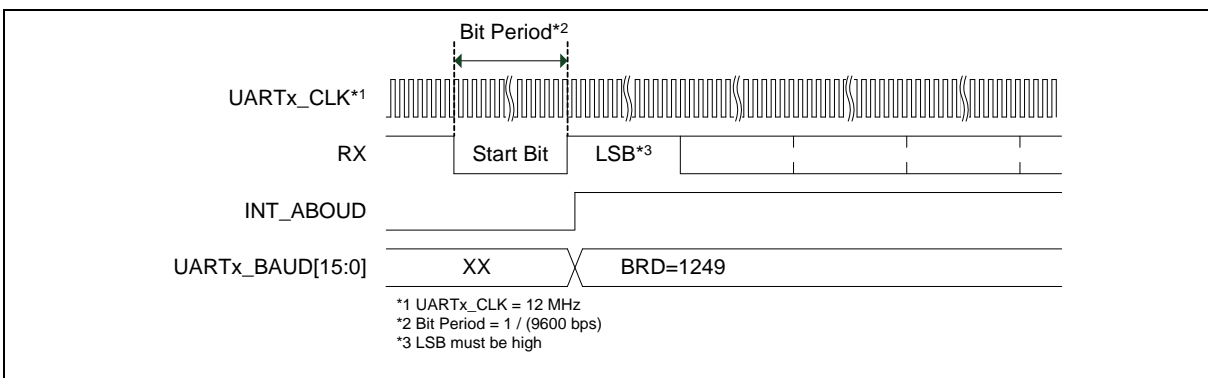 Bit Period*2
UARTx_CLK*1
RX
Start Bit
LSB*3
INT_ABOUD
UARTx_BAUD[15:0]
XX
BRD=1249
*1 UARTx_CLK = 12 MHz
*2 Bit Period = 1 / (9600 bps)
*3 LSB must be high